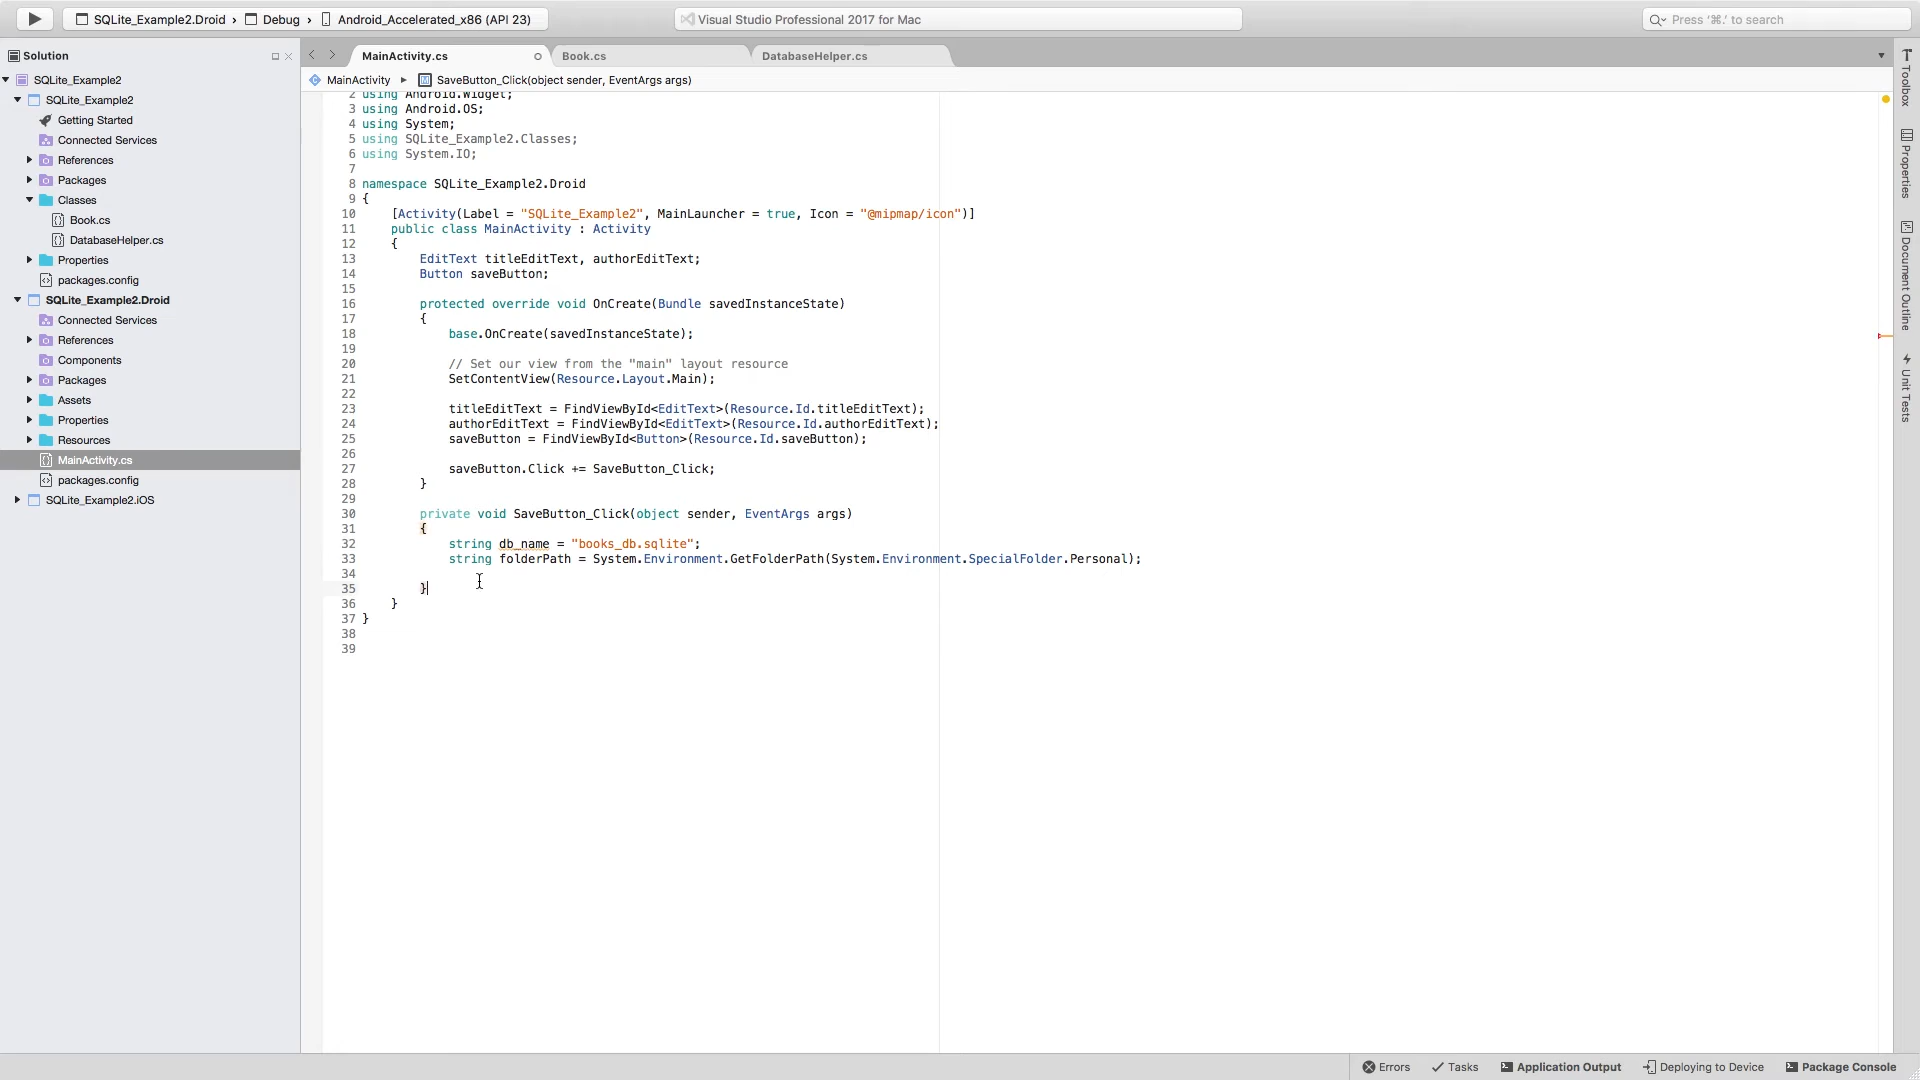 SQLite_Example2.Droid › Debug › Android_Accelerated_x86 (API 23)
Visual Studio Professional 2017 for Mac
Press '⌘.' to search
Solution
SQLite_Example2
SQLite_Example2
Getting Started
Connected Services
References
Packages
Classes
Book.cs
DatabaseHelper.cs
Properties
packages.config
SQLite_Example2.Droid
Connected Services
References
Components
Packages
Assets
Properties
Resources
MainActivity.cs
packages.config
SQLite_Example2.iOS
MainActivity.cs
Book.cs
DatabaseHelper.cs
MainActivity
SaveButton_Click(object sender, EventArgs args)
2 using Android.Widget;
3 using Android.OS;
4 using System;
5 using SQLite_Example2.Classes;
6 using System.IO;
7
8 namespace SQLite_Example2.Droid
9 {
10 [Activity(Label = "SQLite_Example2", MainLauncher = true, Icon = "@mipmap/icon")]
11 public class MainActivity : Activity
12 {
13 EditText titleEditText, authorEditText;
14 Button saveButton;
15
16 protected override void OnCreate(Bundle savedInstanceState)
17 {
18 base.OnCreate(savedInstanceState);
19
20 // Set our view from the "main" layout resource
21 SetContentView(Resource.Layout.Main);
22
23 titleEditText = FindViewById<EditText>(Resource.Id.titleEditText);
24 authorEditText = FindViewById<EditText>(Resource.Id.authorEditText);
25 saveButton = FindViewById<Button>(Resource.Id.saveButton);
26
27 saveButton.Click += SaveButton_Click;
28 }
29
30 private void SaveButton_Click(object sender, EventArgs args)
31 {
32 string db_name = "books_db.sqlite";
33 string folderPath = System.Environment.GetFolderPath(System.Environment.SpecialFolder.Personal);
34
35 }
36 }
37 }
38
39
Toolbox
Properties
Document Outline
Unit Tests
Errors
Tasks
Application Output
Deploying to Device
Package Console